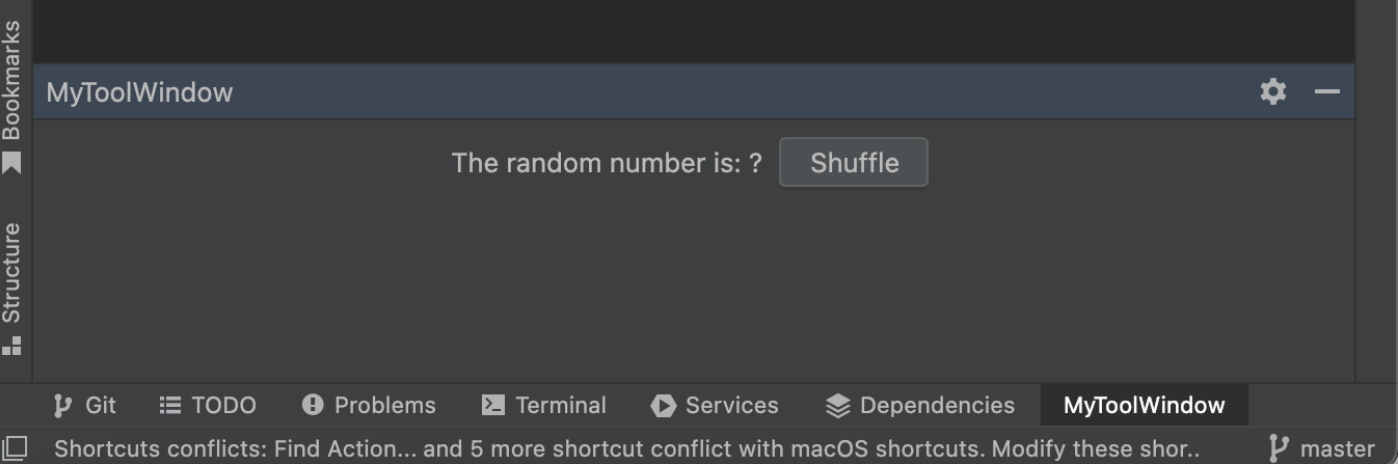 Bookmarks
Structure
MyToolWindow
The random number is: ? Shuffle
Git TODO Problems Terminal Services Dependencies MyToolWindow
Shortcuts conflicts: Find Action... and 5 more shortcut conflict with macOS shortcuts. Modify these shor.. master